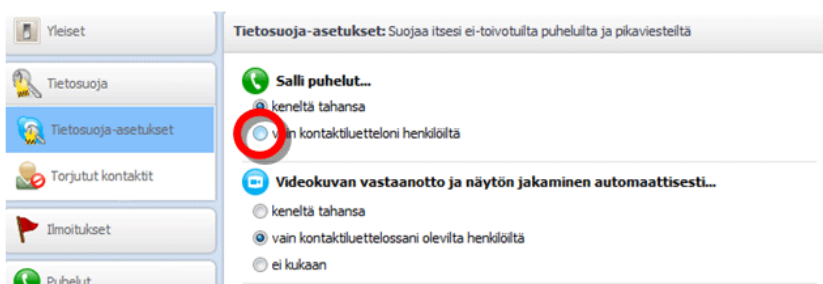 Yleiset
Tietosuoja
Tietosuoja-asetukset
Torjutut kontaktit
Ilmoitukset
Puhelut
Tietosuoja-asetukset: Suojaa itsesi ei-toivotuilta puheluilta ja pikaviesteiltä
Salli puhelut...
keneltä tahansa
vain kontaktiluetteloni henkilöiltä
Videokuvan vastaanotto ja näytön jakaminen automaattisesti...
keneltä tahansa
vain kontaktiluettelossani olevilta henkilöiltä
ei kukaan